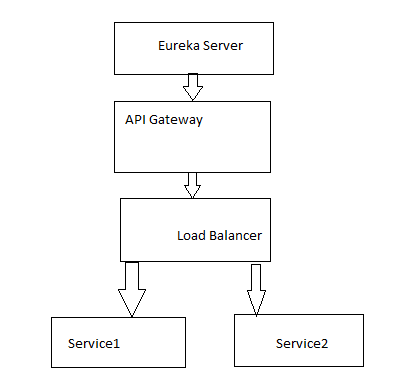 Eureka Server
API Gateway
Load Balancer
Service1
Service2